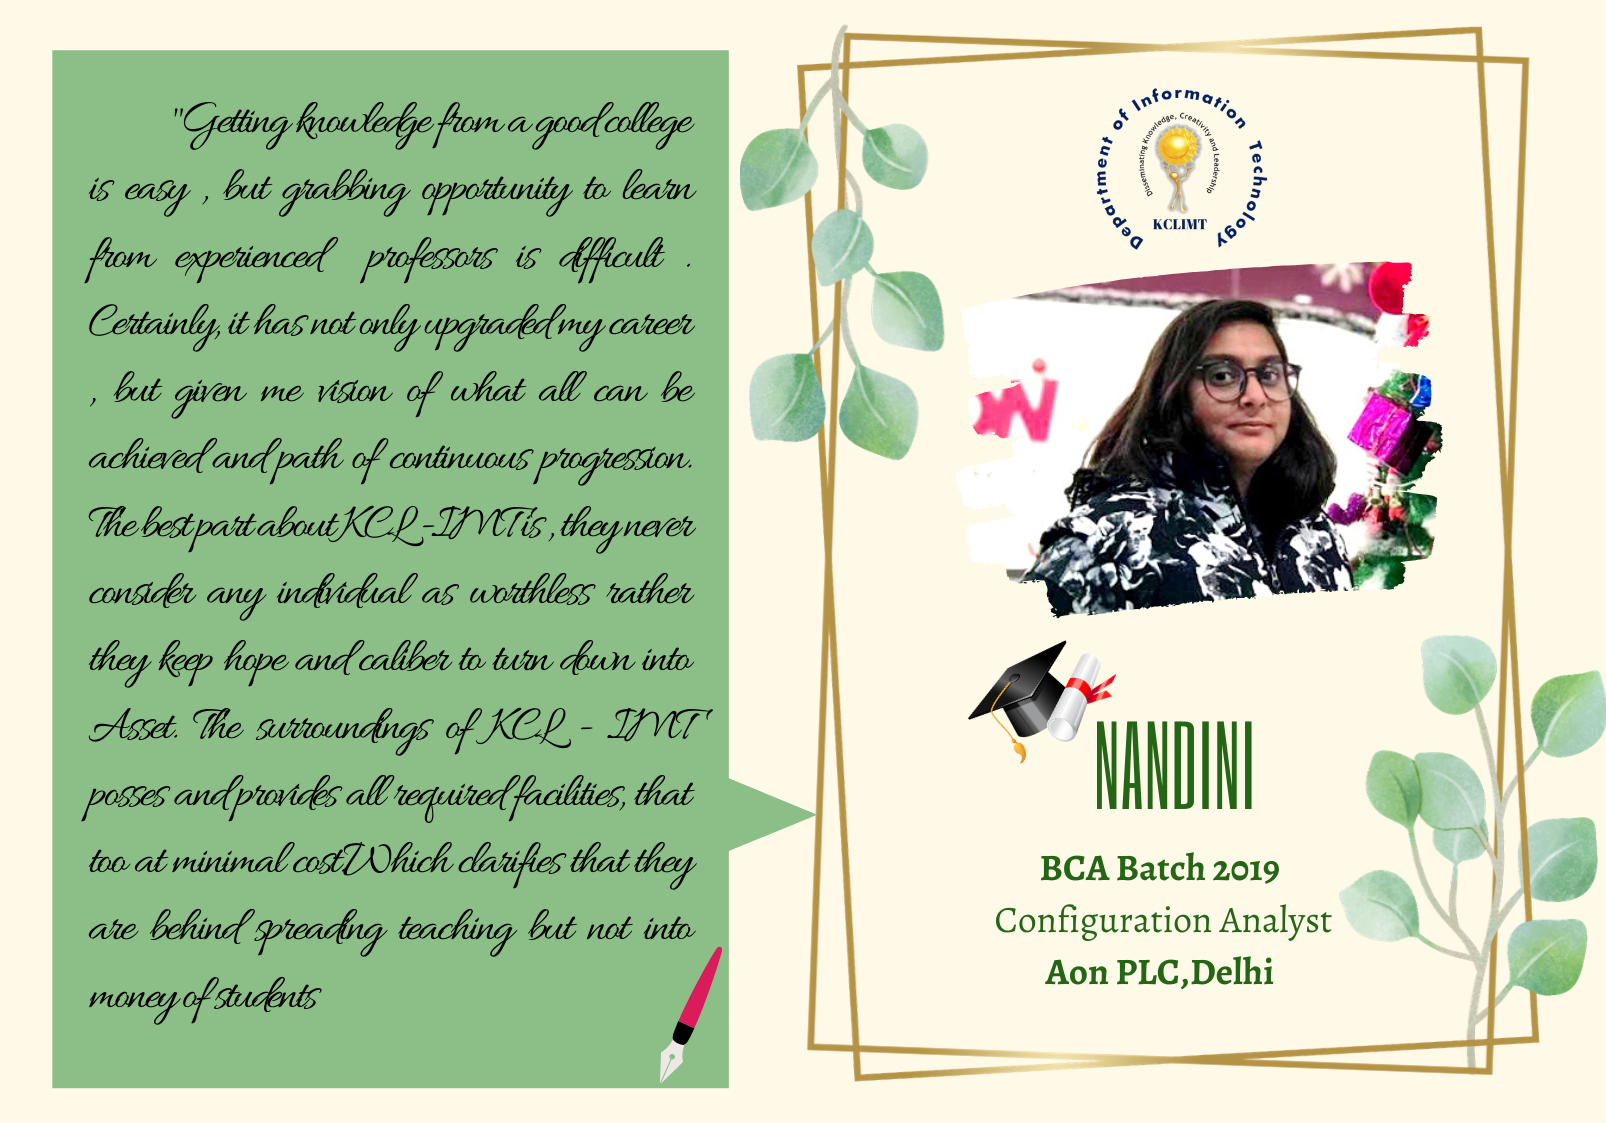 "Getting knowledge from a good college
is easy , but grabbing opportunity to learn
from experienced professors is difficult .
Certainly, it has not only upgraded my career
, but given me vision of what all can be
achieved and path of continuous progression.
The best part about KCL -IMT is , they never
consider any individual as worthless rather
they keep hope and caliber to turn down into
Asset. The surroundings of KCL - IMT
posses and provides all required facilities, that
too at minimal cost.Which clarifies that they
are behind spreading teaching but not into
money of students
Department of Information Technology
Disseminating Knowledge, Creativity and Leadership
KCLIMT
NANDINI
BCA Batch 2019
Configuration Analyst
Aon PLC,Delhi